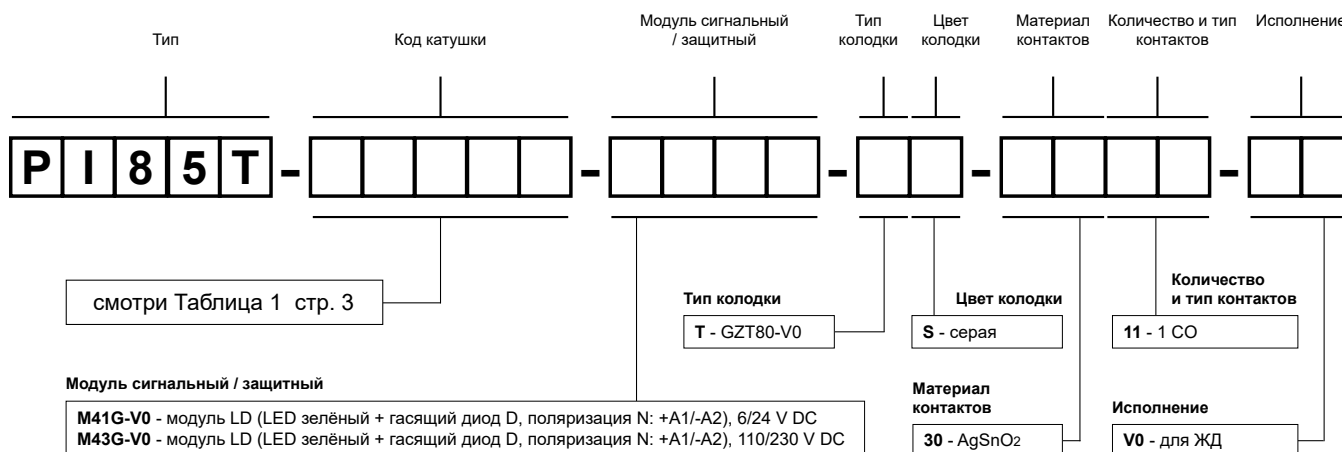 Тип
Код катушки
Модуль сигнальный
/ защитный
Тип
колодки
Цвет
колодки
Материал
контактов
Количество и тип
контактов
Исполнение
PI85T - - - - -
смотри Таблица 1 стр. 3
Тип колодки
T - GZT80-V0
Цвет колодки
S - серая
Количество
и тип контактов
11 - 1 CO
Модуль сигнальный / защитный
M41G-V0 - модуль LD (LED зелёный + гасящий диод D, поляризация N: +A1/-A2), 6/24 V DC
M43G-V0 - модуль LD (LED зелёный + гасящий диод D, поляризация N: +A1/-A2), 110/230 V DC
Материал
контактов
30 - AgSnO2
Исполнение
V0 - для ЖД